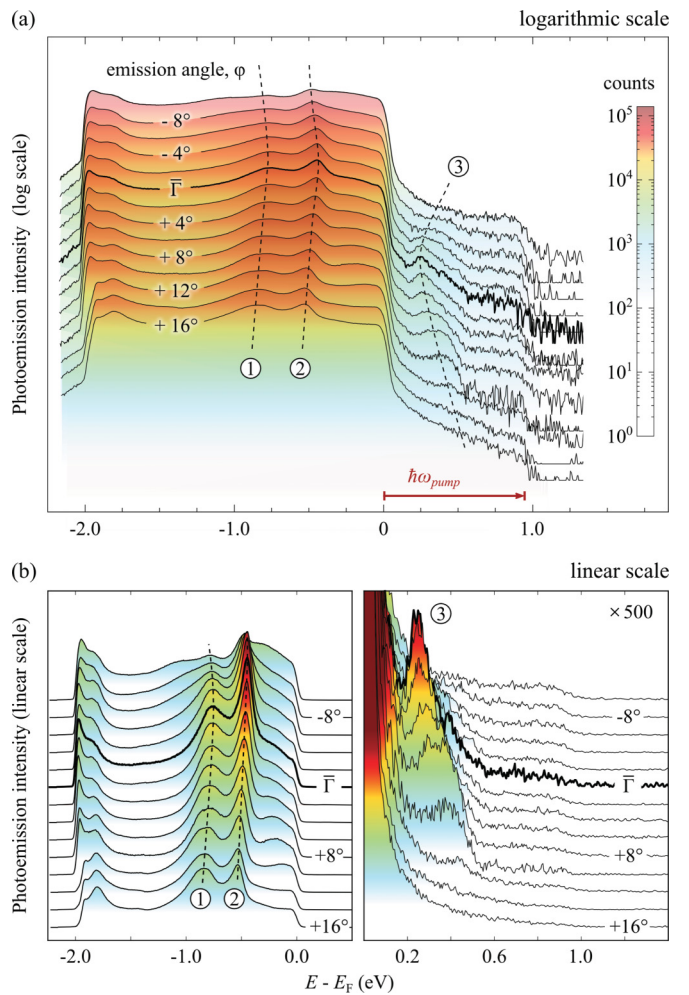 (a) logarithmic scale
emission angle, φ
counts
- 8°
- 4°
Γ̅
+ 4°
+ 8°
+ 12°
+ 16°
① ② ③
10⁵
10⁴
10³
10²
10¹
10⁰
ħω_pump
Photoemission intensity (log scale)
-2.0 -1.0 0 1.0
(b) linear scale
③ × 500
-8° -8°
Γ̅ Γ̅
+8° +8°
① ②
+16° +16°
Photoemission intensity (linear scale)
-2.0 -1.0 0.0 0.2 0.6 1.0
E - E_F (eV)